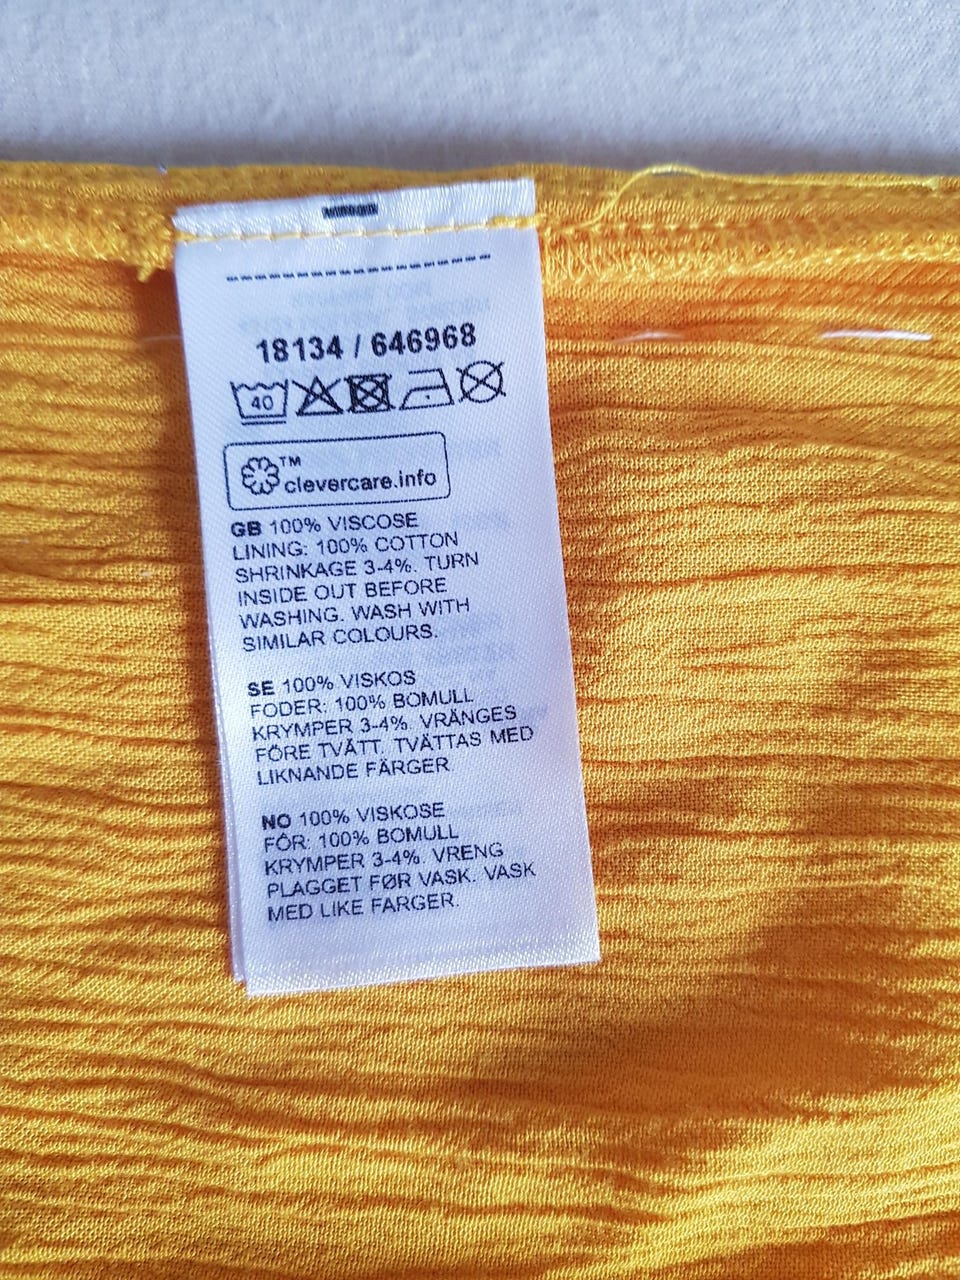 18134 / 646968
40
TM
clevercare.info
GB 100% VISCOSE
LINING: 100% COTTON
SHRINKAGE 3-4%. TURN
INSIDE OUT BEFORE
WASHING. WASH WITH
SIMILAR COLOURS.
SE 100% VISKOS
FODER: 100% BOMULL
KRYMPER 3-4%. VRÄNGES
FÖRE TVÄTT. TVÄTTAS MED
LIKNANDE FÄRGER
NO 100% VISKOSE
FÔR: 100% BOMULL
KRYMPER 3-4%. VRENG
PLAGGET FØR VASK. VASK
MED LIKE FARGER.